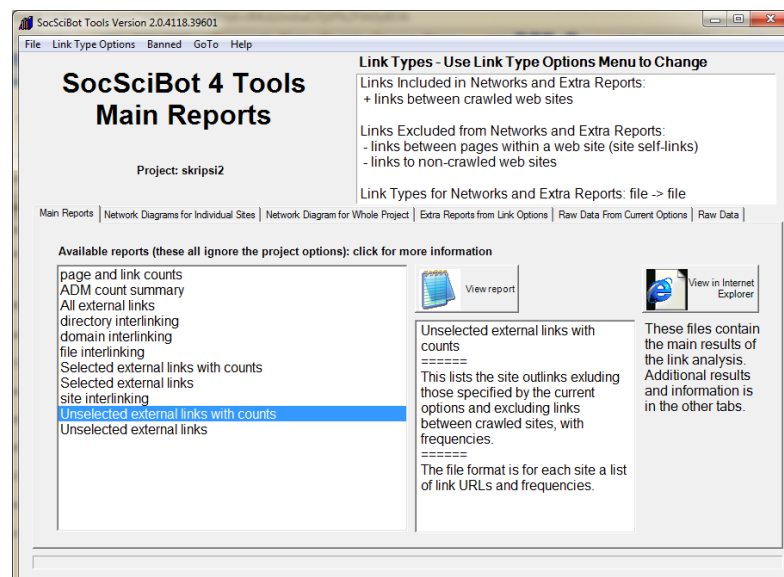 SocSciBot Tools Version 2.0.4118.39601
File Link Type Options Banned GoTo Help
SocSciBot 4 Tools
Main Reports
Project: skripsi2
Link Types - Use Link Type Options Menu to Change
Links Included in Networks and Extra Reports:
+ links between crawled web sites
Links Excluded from Networks and Extra Reports:
- links between pages within a web site (site self-links)
- links to non-crawled web sites
Link Types for Networks and Extra Reports: file -> file
Main Reports Network Diagrams for Individual Sites Network Diagram for Whole Project Extra Reports from Link Options Raw Data From Current Options Raw Data
Available reports (these all ignore the project options): click for more information
page and link counts
ADM count summary
All external links
directory interlinking
domain interlinking
file interlinking
Selected external links with counts
Selected external links
site interlinking
Unselected external links with counts
Unselected external links
View report
Unselected external links with
counts
======
This lists the site outlinks exluding
those specified by the current
options and excluding links
between crawled sites, with
frequencies.
======
The file format is for each site a list
of link URLs and frequencies.
View in Internet
Explorer
These files contain
the main results of
the link analysis.
Additional results
and information is
in the other tabs.